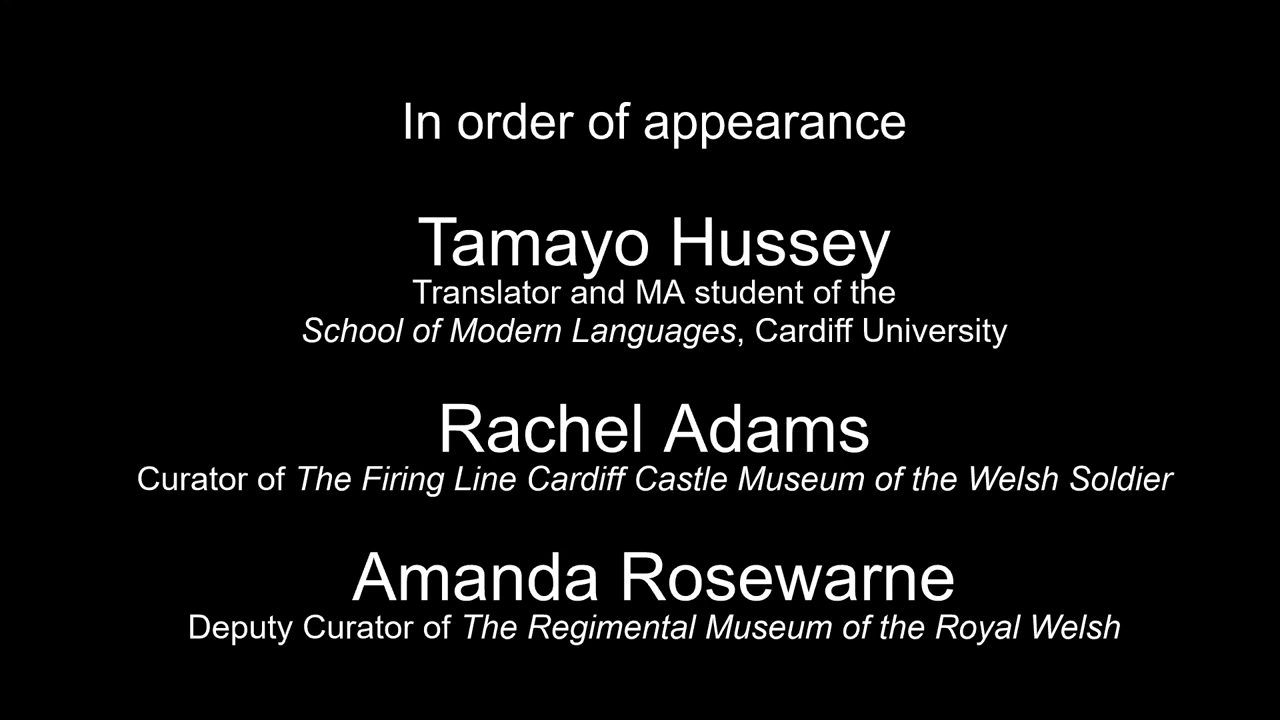 In order of appearance
Tamayo Hussey
Translator and MA student of the
School of Modern Languages, Cardiff University
Rachel Adams
Curator of The Firing Line Cardiff Castle Museum of the Welsh Soldier
Amanda Rosewarne
Deputy Curator of The Regimental Museum of the Royal Welsh